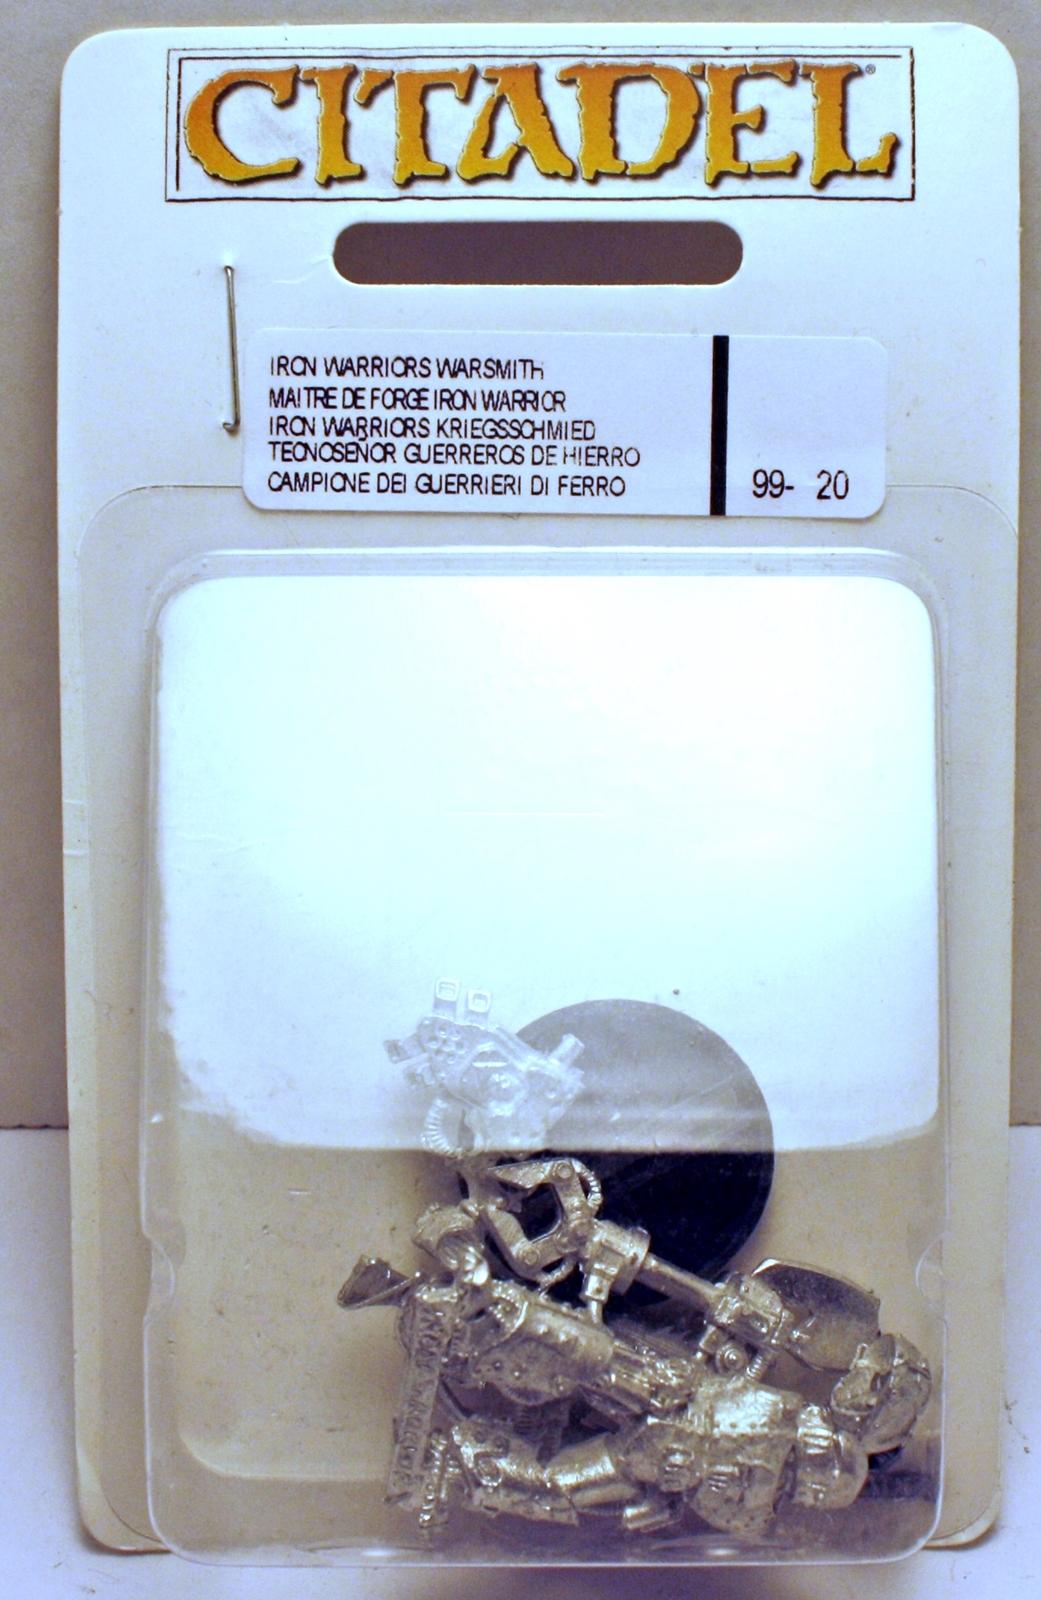 CITADEL®
IRON WARRIORS WARSMITH
MAITRE DE FORGE IRON WARRIOR
IRON WARRIORS KRIEGSSCHMIED
TECNOSEÑOR GUERREROS DE HIERRO
CAMPIONE DEI GUERRIERI DI FERRO
99- 20